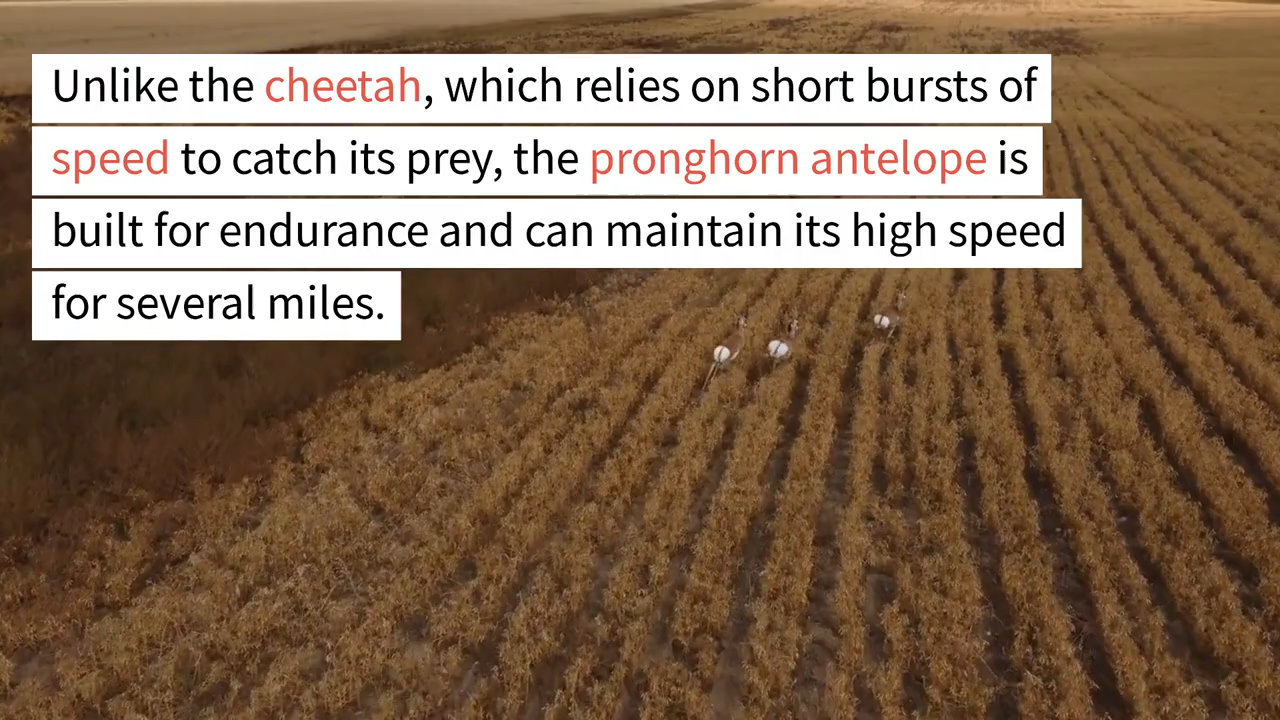 Unlike the cheetah, which relies on short bursts of
speed to catch its prey, the pronghorn antelope is
built for endurance and can maintain its high speed
for several miles.